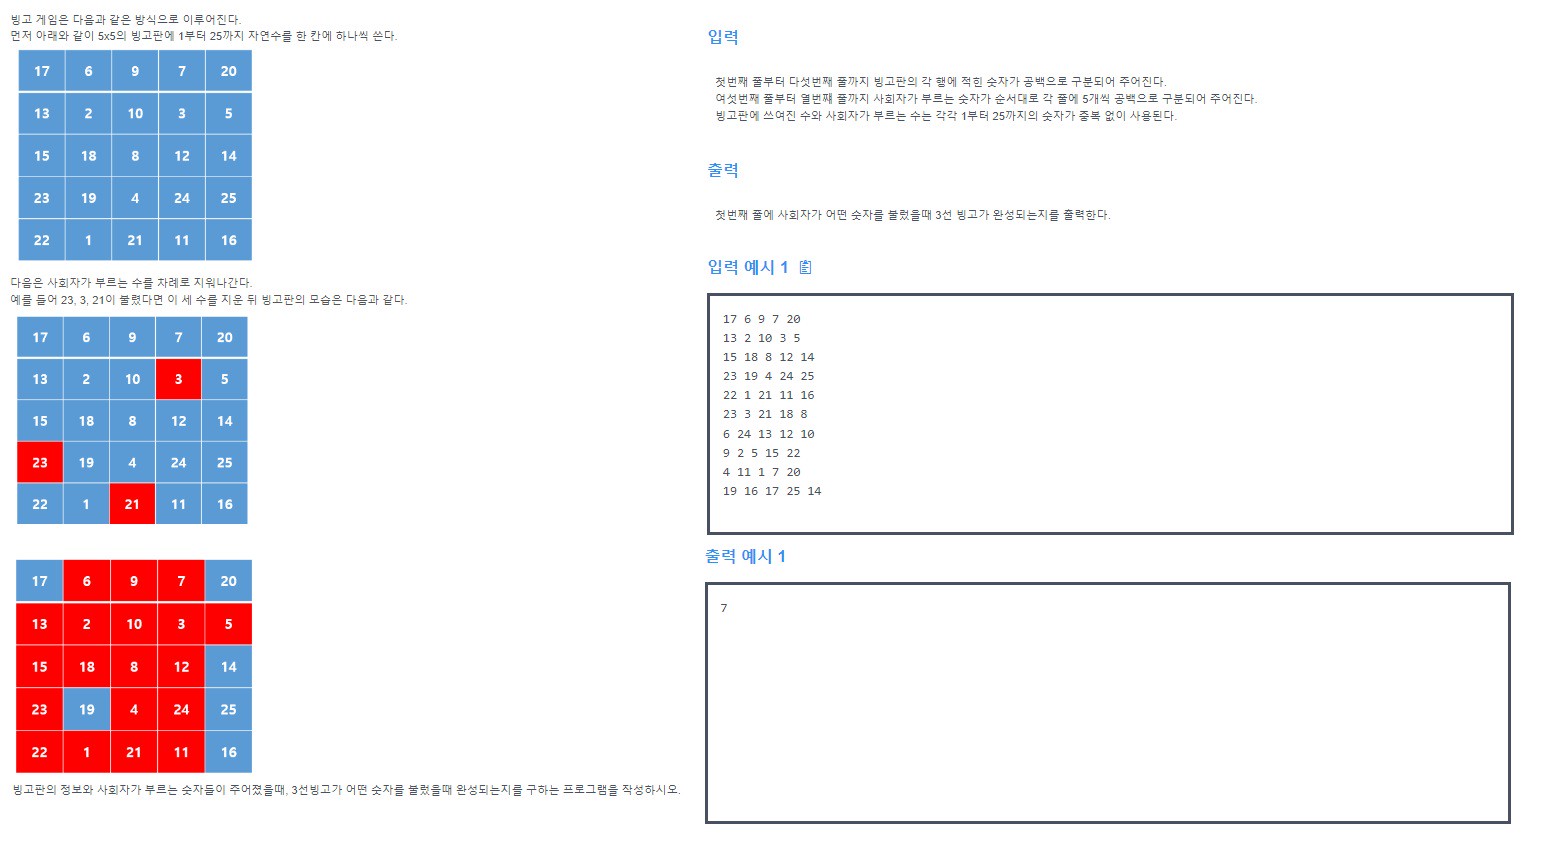 빙고 게임은 다음과 같은 방식으로 이루어진다.
먼저 아래와 같이 5x5의 빙고판에 1부터 25까지 자연수를 한 칸에 하나씩 쓴다.
17 6 9 7 20
13 2 10 3 5
15 18 8 12 14
23 19 4 24 25
22 1 21 11 16
다음은 사회자가 부르는 수를 차례로 지워나간다.
예를 들어 23, 3, 21이 불렸다면 이 세 수를 지운 뒤 빙고판의 모습은 다음과 같다.
17 6 9 7 20
13 2 10 3 5
15 18 8 12 14
23 19 4 24 25
22 1 21 11 16
17 6 9 7 20
13 2 10 3 5
15 18 8 12 14
23 19 4 24 25
22 1 21 11 16
빙고판의 정보와 사회자가 부르는 숫자들이 주어졌을때, 3선빙고가 어떤 숫자를 불렀을때 완성되는지를 구하는 프로그램을 작성하시오.
입력
첫번째 줄부터 다섯번째 줄까지 빙고판의 각 행에 적힌 숫자가 공백으로 구분되어 주어진다.
여섯번째 줄부터 열번째 줄까지 사회자가 부르는 숫자가 순서대로 각 줄에 5개씩 공백으로 구분되어 주어진다.
빙고판에 쓰여진 수와 사회자가 부르는 수는 각각 1부터 25까지의 숫자가 중복 없이 사용된다.
출력
첫번째 줄에 사회자가 어떤 숫자를 불렀을때 3선 빙고가 완성되는지를 출력한다.
입력 예시 1
17 6 9 7 20
13 2 10 3 5
15 18 8 12 14
23 19 4 24 25
22 1 21 11 16
23 3 21 18 8
6 24 13 12 10
9 2 5 15 22
4 11 1 7 20
19 16 17 25 14
출력 예시 1
7